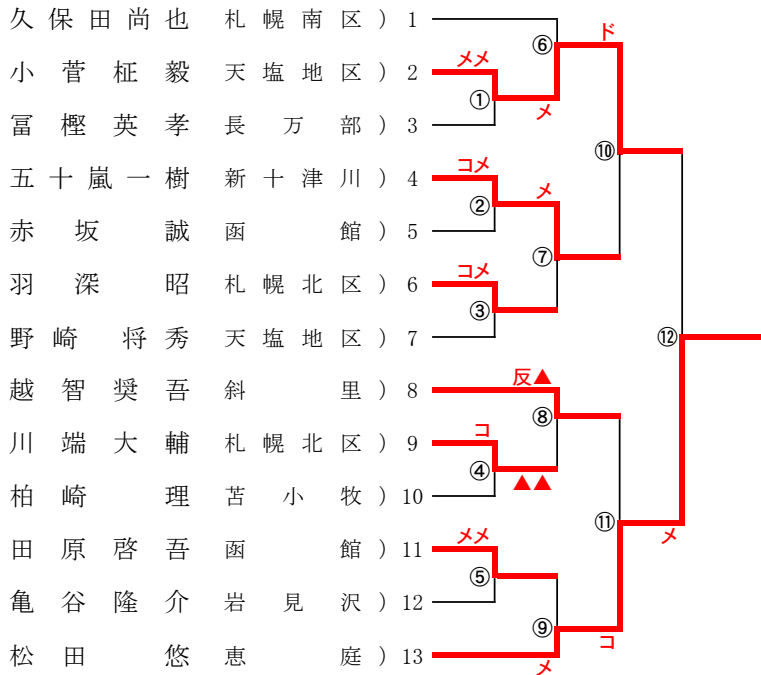 久保田尚也 札幌南区 ) 1
小菅柾毅 天塩地区 ) 2
冨樫英孝 長万部 ) 3
五十嵐一樹 新十津川 ) 4
赤坂誠 函館 ) 5
羽深昭 札幌北区 ) 6
野崎将秀 天塩地区 ) 7
越智奨吾 斜里 ) 8
川端大輔 札幌北区 ) 9
柏崎理 苫小牧 ) 10
田原啓吾 函館 ) 11
亀谷隆介 岩見沢 ) 12
松田悠 恵庭 ) 13
メメ
①
メ
コメ
②
コメ
③
コ
④
▲▲
メメ
⑤
⑥
ド
メ
⑦
反▲
⑧
⑨
メ
⑩
⑪
コ
⑫
メ